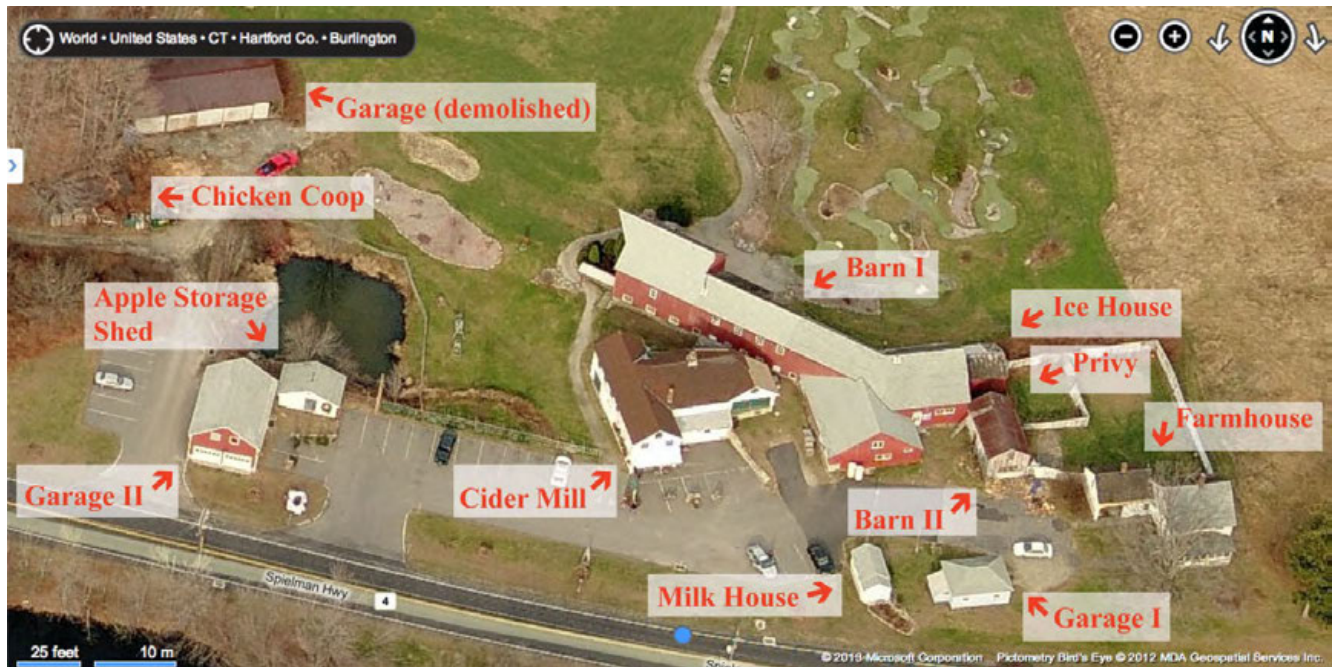 World • United States • CT • Hartford Co. • Burlington
N
Garage (demolished)
Chicken Coop
Barn I
Apple Storage
Shed
Ice House
Privy
Farmhouse
Garage II
Cider Mill
Barn II
Milk House
Garage I
Spielman Hwy
4
25 feet
10 m
© 2013 Microsoft Corporation
Pictometry Bird's Eye © 2012 MDA Geospatial Services Inc.